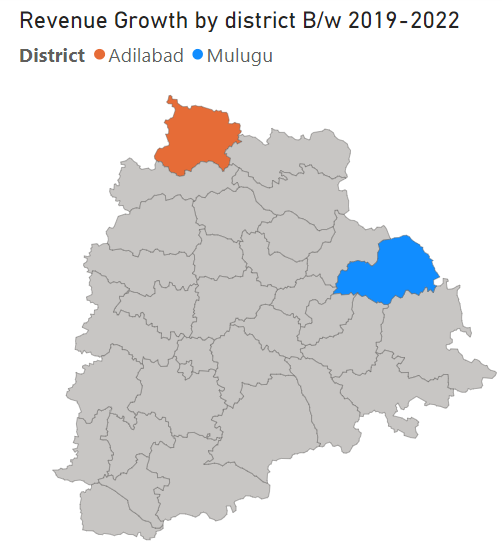 Revenue Growth by district B/w 2019-2022
District Adilabad Mulugu